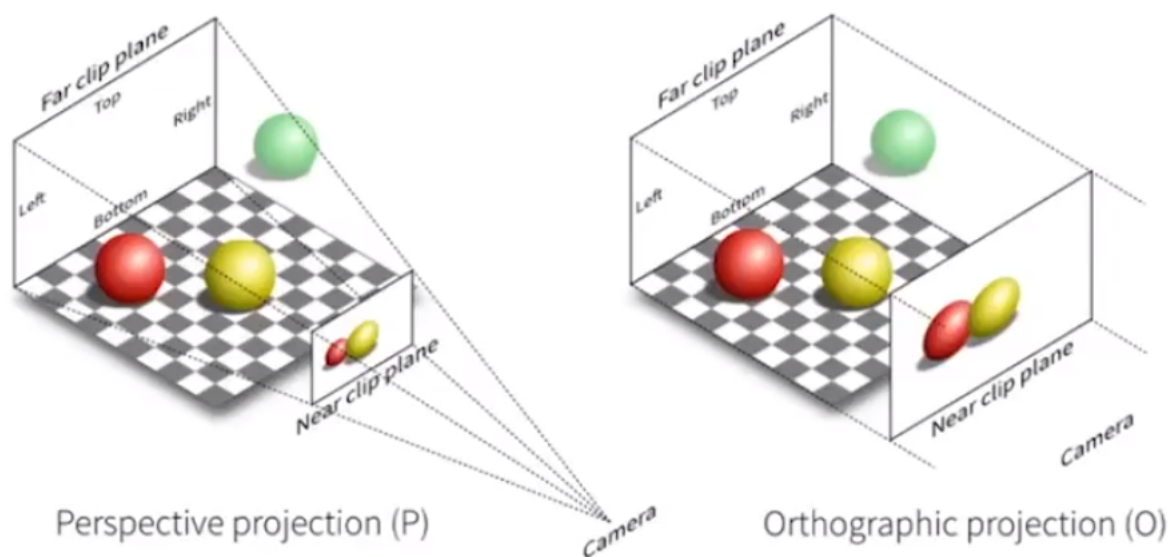 Far clip plane
Top
Right
Left
Bottom
Near clip plane
Camera
Perspective projection (P)
Far clip plane
Top
Right
Left
Bottom
Near clip plane
Camera
Orthographic projection (O)